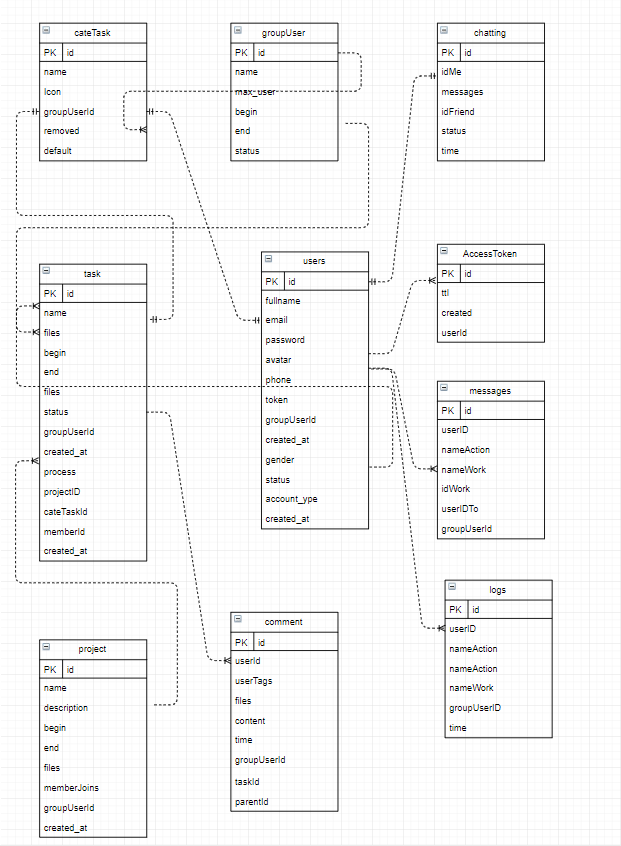 cateTask
PK id
name
Icon
groupUserId
removed
default
groupUser
PK id
name
max_user
begin
end
status
chatting
PK id
idMe
messages
idFriend
status
time
task
PK id
name
files
begin
end
files
status
groupUserId
created_at
process
projectID
cateTaskId
memberId
created_at
users
PK id
fullname
email
password
avatar
phone
token
groupUserId
created_at
gender
status
account_ype
created_at
AccessToken
PK id
ttl
created
userId
messages
PK id
userID
nameAction
nameWork
idWork
userIDTo
groupUserId
logs
PK id
userID
nameAction
nameAction
nameWork
groupUserID
time
project
PK id
name
description
begin
end
files
memberJoins
groupUserId
created_at
comment
PK id
userId
userTags
files
content
time
groupUserId
taskId
parentId